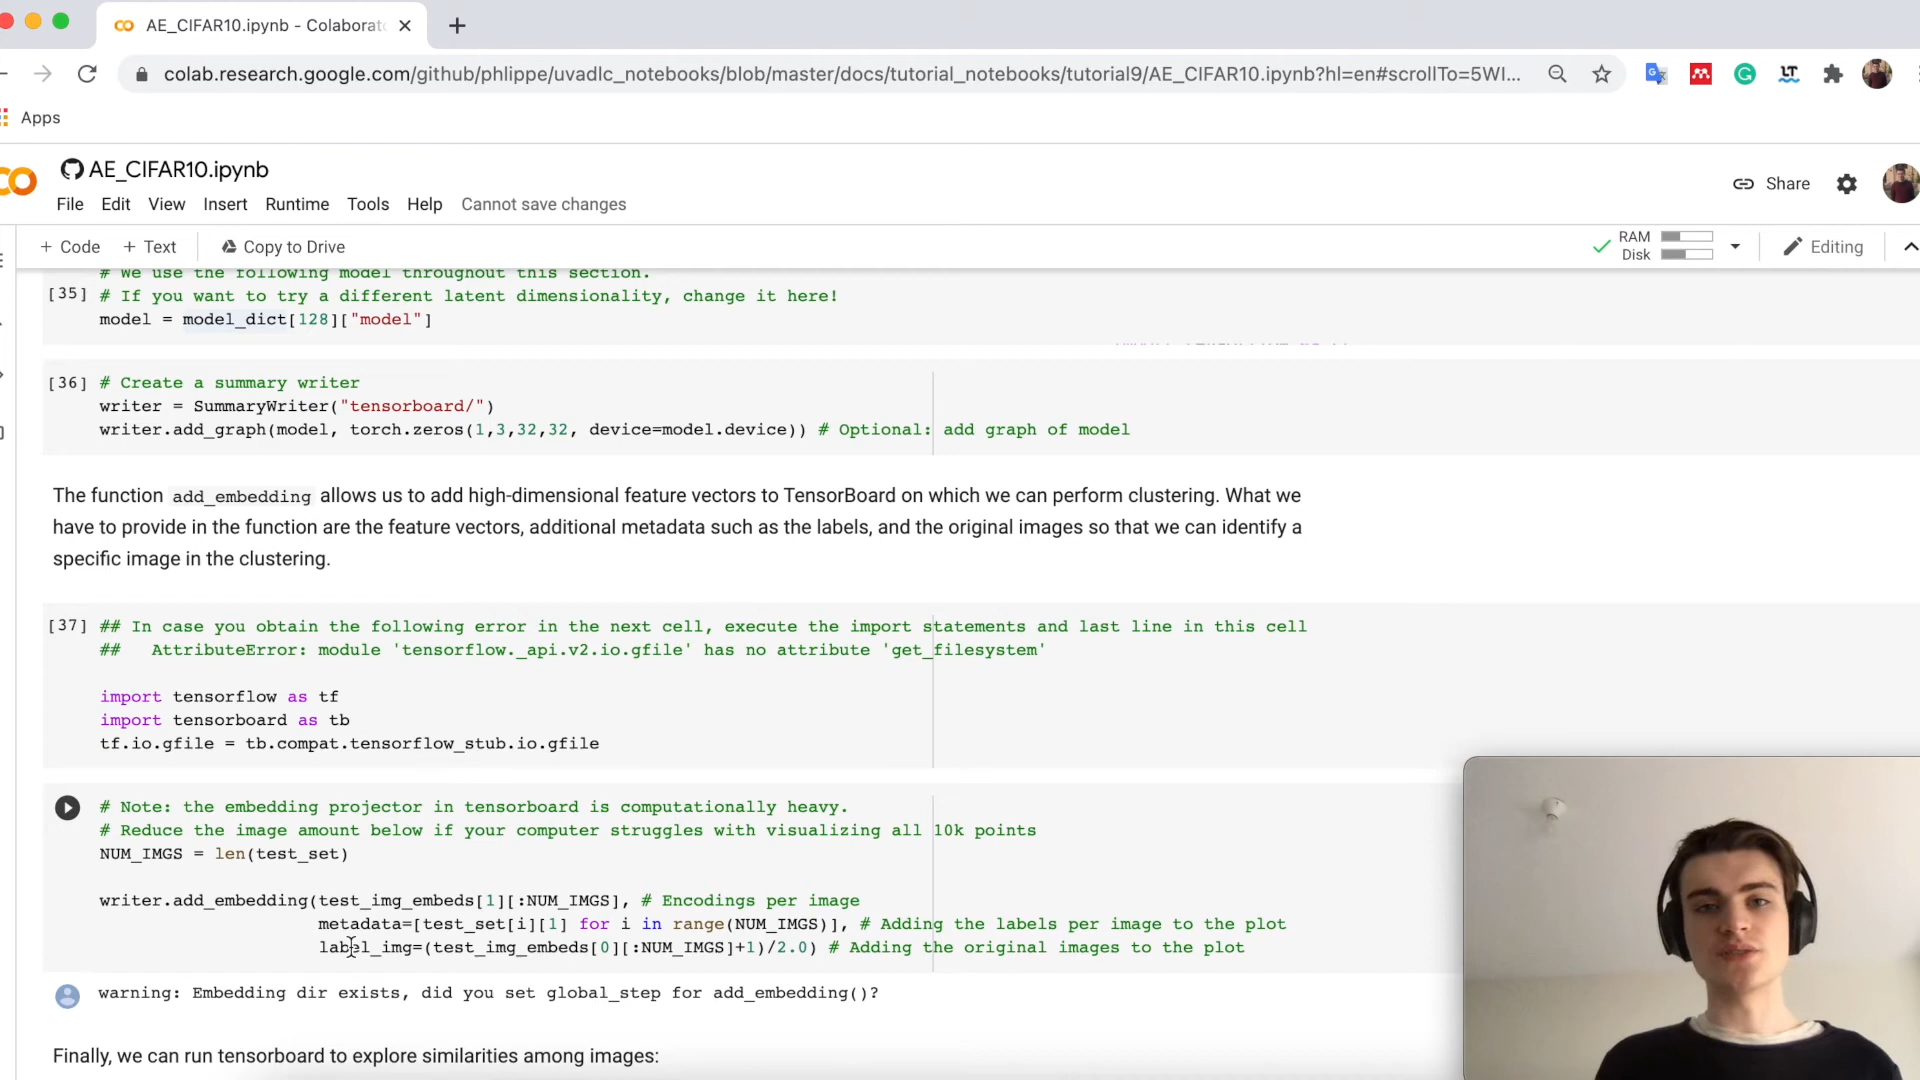 AE_CIFAR10.ipynb - Colaborat
colab.research.google.com/github/phlippe/uvadlc_notebooks/blob/master/docs/tutorial_notebooks/tutorial9/AE_CIFAR10.ipynb?hl=en#scrollTo=5WI...
Apps
AE_CIFAR10.ipynb
Share
File Edit View Insert Runtime Tools Help Cannot save changes
+ Code + Text Copy to Drive
RAM
Disk
Editing
# We use the following model throughout this section.
[35] # If you want to try a different latent dimensionality, change it here!
model = model_dict[128]["model"]
[36] # Create a summary writer
writer = SummaryWriter("tensorboard/")
writer.add_graph(model, torch.zeros(1,3,32,32, device=model.device)) # Optional: add graph of model
The function add_embedding allows us to add high-dimensional feature vectors to TensorBoard on which we can perform clustering. What we
have to provide in the function are the feature vectors, additional metadata such as the labels, and the original images so that we can identify a
specific image in the clustering.
[37] ## In case you obtain the following error in the next cell, execute the import statements and last line in this cell
## AttributeError: module 'tensorflow._api.v2.io.gfile' has no attribute 'get_filesystem'
import tensorflow as tf
import tensorboard as tb
tf.io.gfile = tb.compat.tensorflow_stub.io.gfile
# Note: the embedding projector in tensorboard is computationally heavy.
# Reduce the image amount below if your computer struggles with visualizing all 10k points
NUM_IMGS = len(test_set)
writer.add_embedding(test_img_embeds[1][:NUM_IMGS], # Encodings per image
metadata=[test_set[i][1] for i in range(NUM_IMGS)], # Adding the labels per image to the plot
label_img=(test_img_embeds[0][:NUM_IMGS]+1)/2.0) # Adding the original images to the plot
warning: Embedding dir exists, did you set global_step for add_embedding()?
Finally, we can run tensorboard to explore similarities among images: